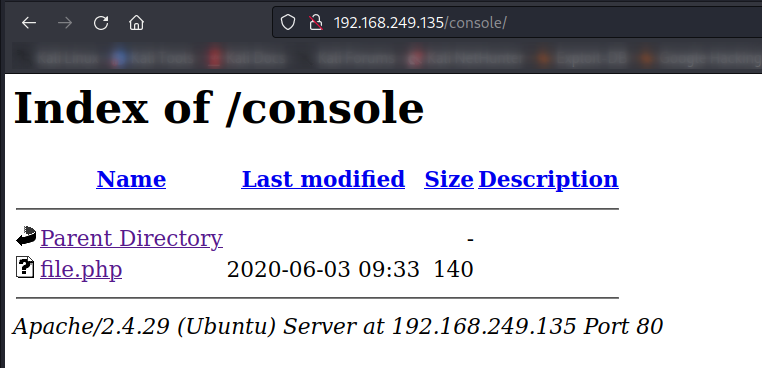 192.168.249.135/console/
Index of /console
Name Last modified Size Description
Parent Directory -
file.php 2020-06-03 09:33 140
Apache/2.4.29 (Ubuntu) Server at 192.168.249.135 Port 80